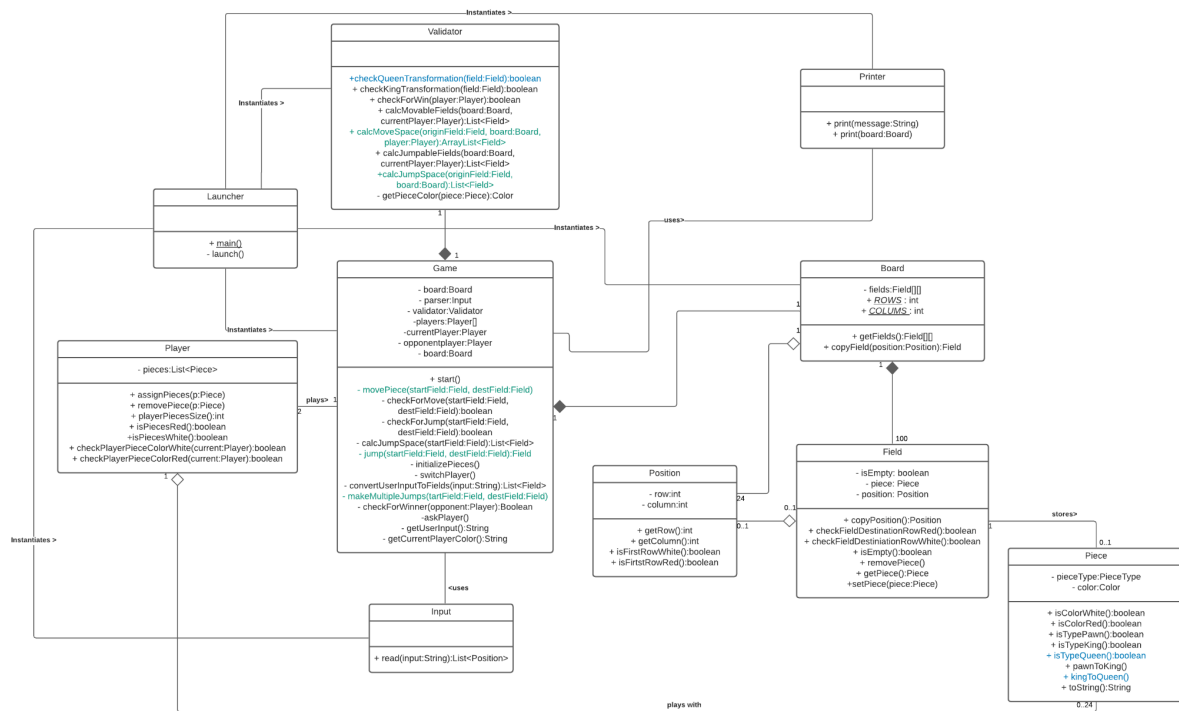 Instantiates >
Validator
+checkQueenTransformation(field:Field):boolean
+ checkKingTransformation(field:Field):boolean
+ checkForWin(player:Player):boolean
+ calcMovableFields(board:Board,
currentPlayer:Player):List<Field>
+ calcMoveSpace(originField:Field, board:Board,
player:Player):ArrayList<Field>
+ calcJumpableFields(board:Board,
currentPlayer:Player):List<Field>
+calcJumpSpace(originField:Field,
board:Board):List<Field>
- getPieceColor(piece:Piece):Color
Instantiates >
Printer
+ print(message:String)
+ print(board:Board)
Launcher
+ main()
- launch()
1
1
uses>
Instantiates >
Instantiates >
Game
- board:Board
- parser:Input
- validator:Validator
-players:Player[]
-currentPlayer:Player
- opponentplayer:Player
- board:Board
+ start()
- movePiece(startField:Field, destField:Field)
- checkForMove(startField:Field,
destField:Field):boolean
- checkForJump(startField:Field,
destField:Field):boolean
- calcJumpSpace(startField:Field):List<Field>
- jump(startField:Field, destField:Field):Field
- initializePieces()
- switchPlayer()
- convertUserInputToFields(input:String):List<Field>
- makeMultipleJumps(tartField:Field, destField:Field)
- checkForWinner(opponent:Player):Boolean
-askPlayer()
- getUserInput():String
- getCurrentPlayerColor():String
Board
- fields:Field[][]
+ ROWS : int
+ COLUMS : int
+ getFields():Field[][]
+ copyField(position:Position):Field
1
1
1
1
100
Player
- pieces:List<Piece>
+ assignPieces(p:Piece)
+ removePiece(p:Piece)
+ playerPiecesSize():int
+ isPiecesRed():boolean
+isPiecesWhite():boolean
+ checkPlayerPieceColorWhite(current:Player):boolean
+ checkPlayerPieceColorRed(current:Player):boolean
plays>
1
2
1
Position
- row:int
- column:int
+ getRow():int
+ getColumn():int
+ isFirstRowWhite():boolean
+ isFirtstRowRed():boolean
24
0..1
0..1
Field
- isEmpty: boolean
- piece: Piece
- position: Position
+ copyPosition():Position
+ checkFieldDestinationRowRed():boolean
+ checkFieldDestiniationRowWhite():boolean
+ isEmpty():boolean
+ removePiece()
+ getPiece():Piece
+setPiece(piece:Piece)
1
stores>
0..1
Piece
- pieceType:PieceType
- color:Color
+ isColorWhite():boolean
+ isColorRed():boolean
+ isTypePawn():boolean
+ isTypeKing():boolean
+ isTypeQueen():boolean
+ pawnToKing()
+ kingToQueen()
+ toString():String
Instantiates >
<uses
Input
+ read(input:String):List<Position>
plays with
0..24